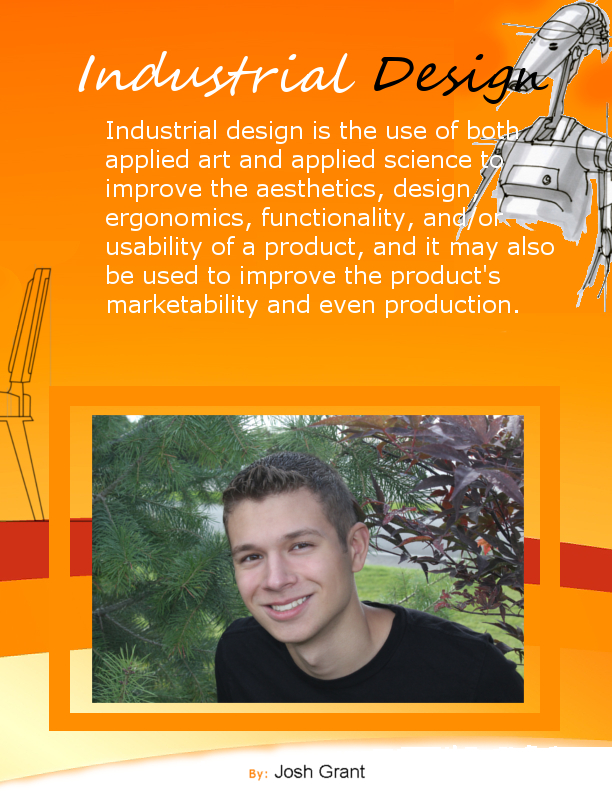 Industrial Design
Industrial design is the use of both
applied art and applied science to
improve the aesthetics, design,
ergonomics, functionality, and/or
usability of a product, and it may also
be used to improve the product's
marketability and even production.
By: Josh Grant